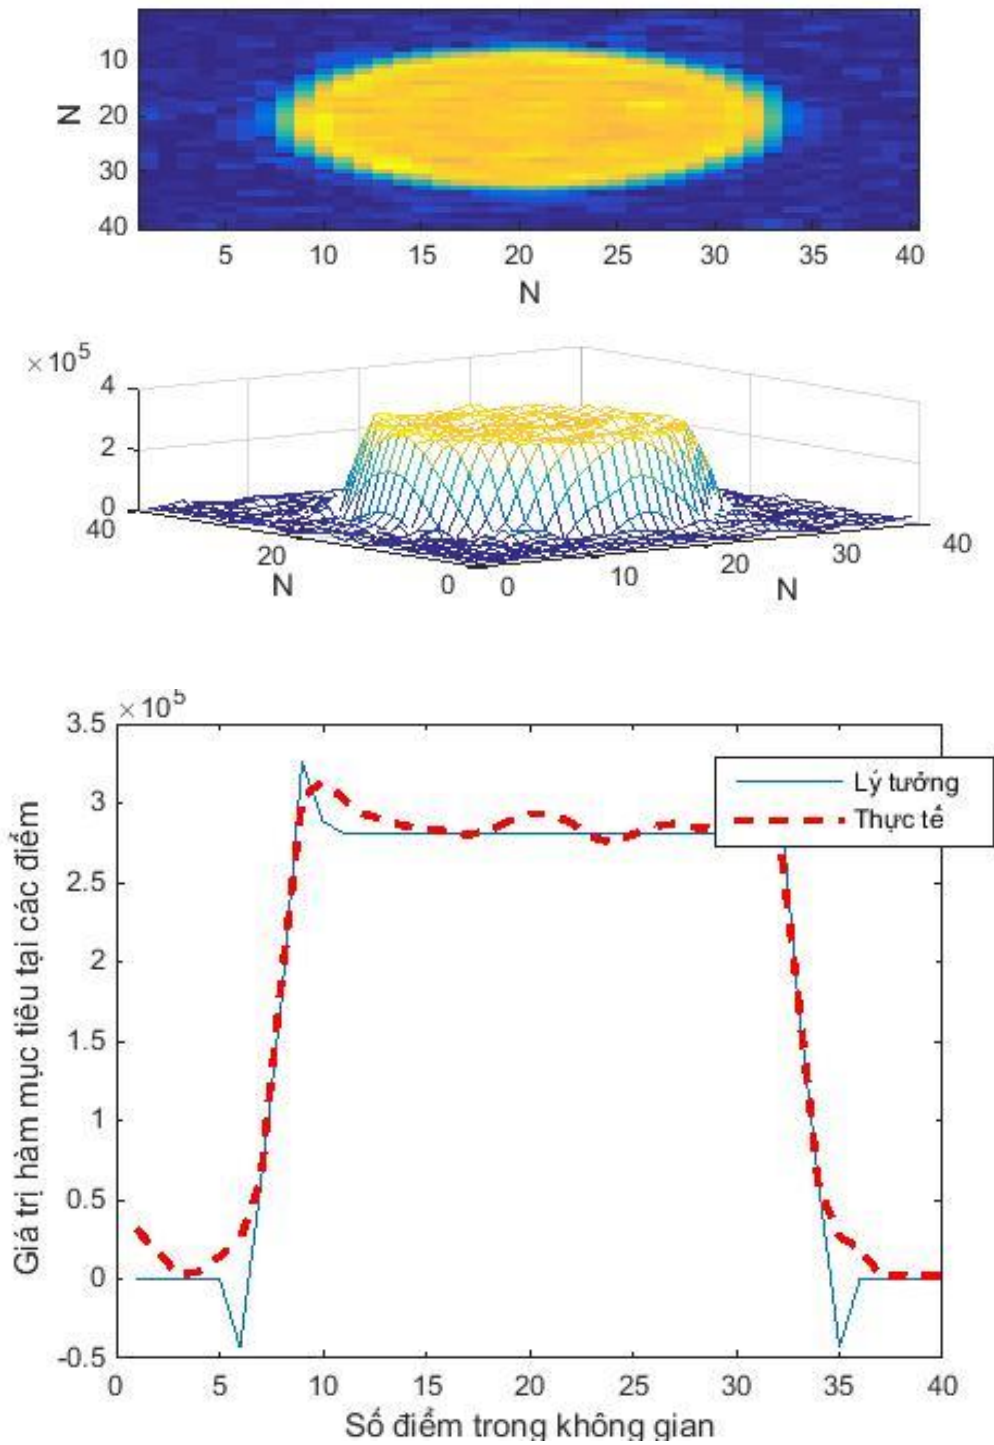 10
20
30
40
N
5 10 15 20 25 30 35 40
N
×10⁵
4
2
0
40
20
0
N
0
10
20
30
40
N
×10⁵
3.5
3
2.5
2
1.5
1
0.5
0
-0.5
Giá trị hàm mục tiêu tại các điểm
Lý tưởng
Thực tế
0 5 10 15 20 25 30 35 40
Số điểm trong không gian